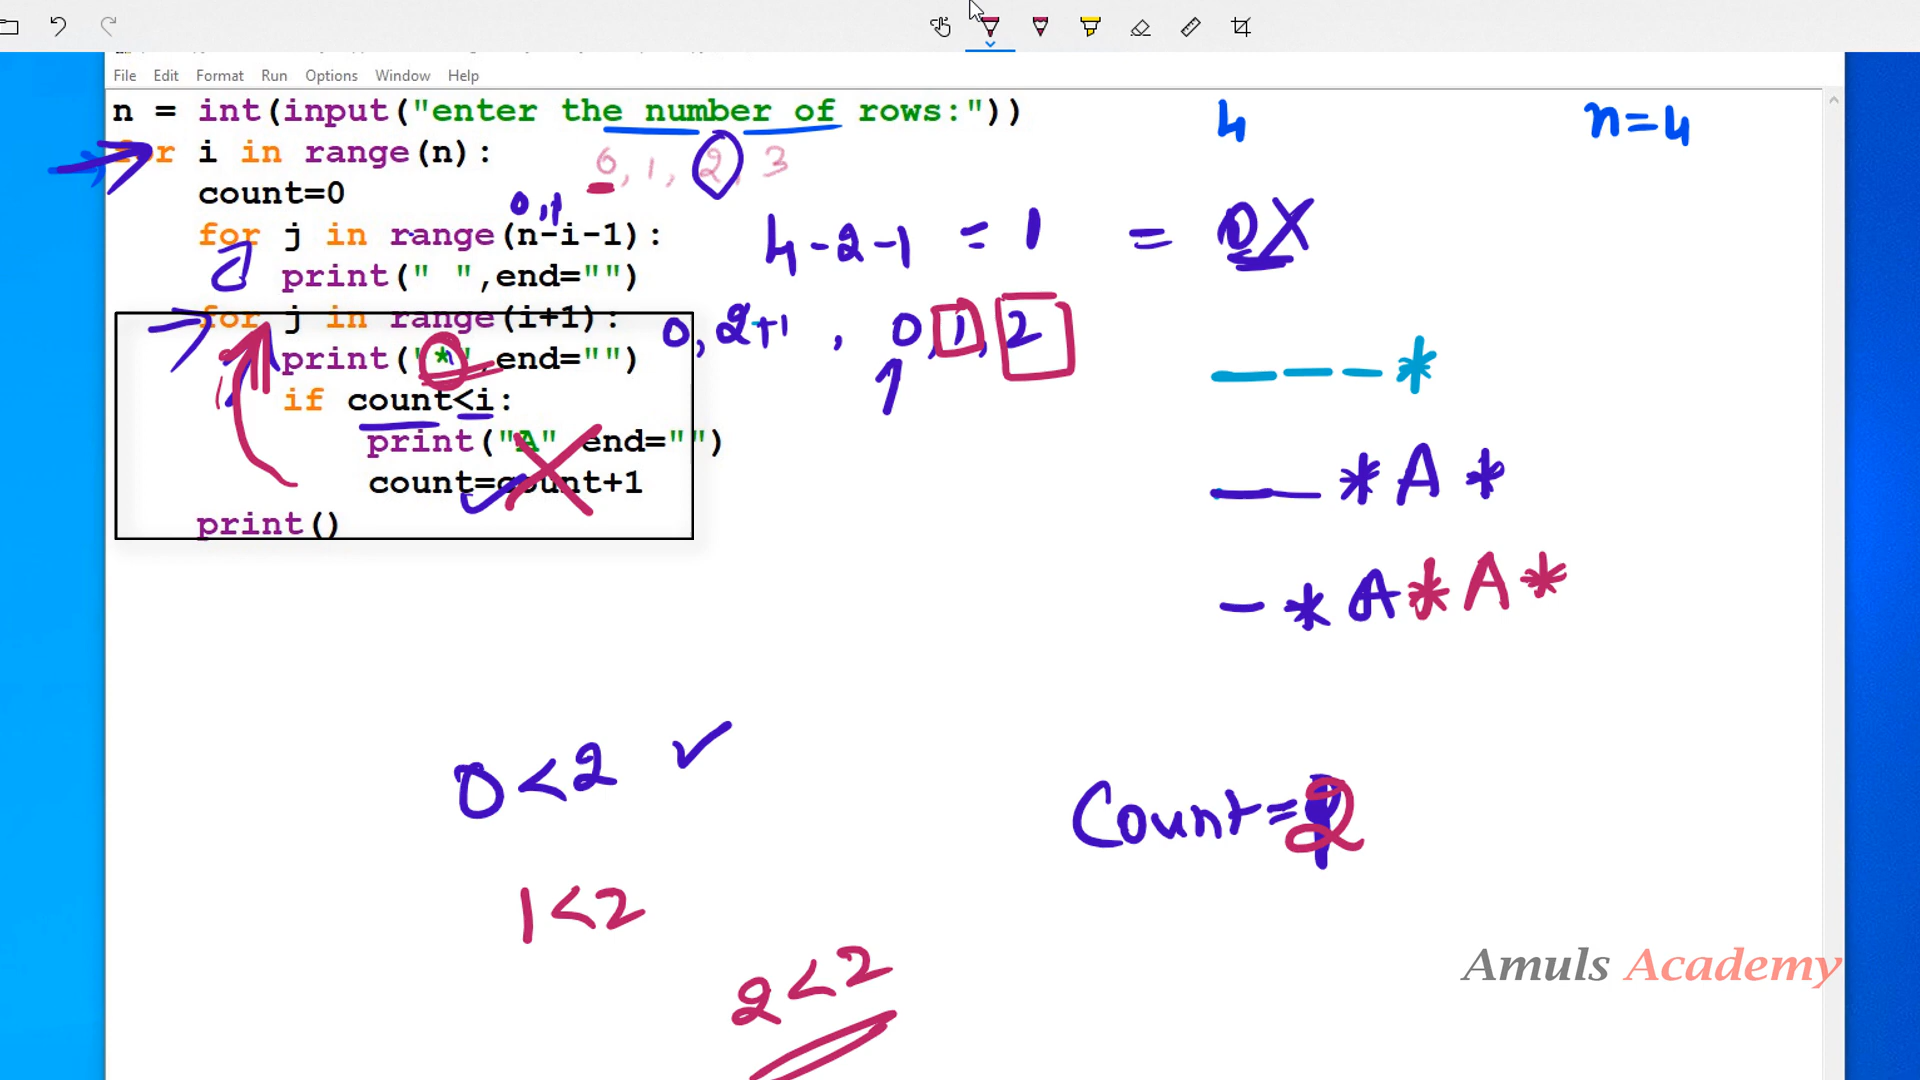 File Edit Format Run Options Window Help
n = int(input("enter the number of rows:")) 4 n=4
for i in range(n): 0, 1, 2, 3
count=0
0,1
for j in range(n-i-1): 4-2-1 = 1 = 0X
print(" ",end="")
for j in range(i+1): 0, 2+1 , 0, 1, 2
print("*",end="")
---*
if count<i:
print("A" end="") __*A*
count=count+1
print()
-*A*A*
0<2 ✓
Count=2
1<2
2<2
Amuls Academy